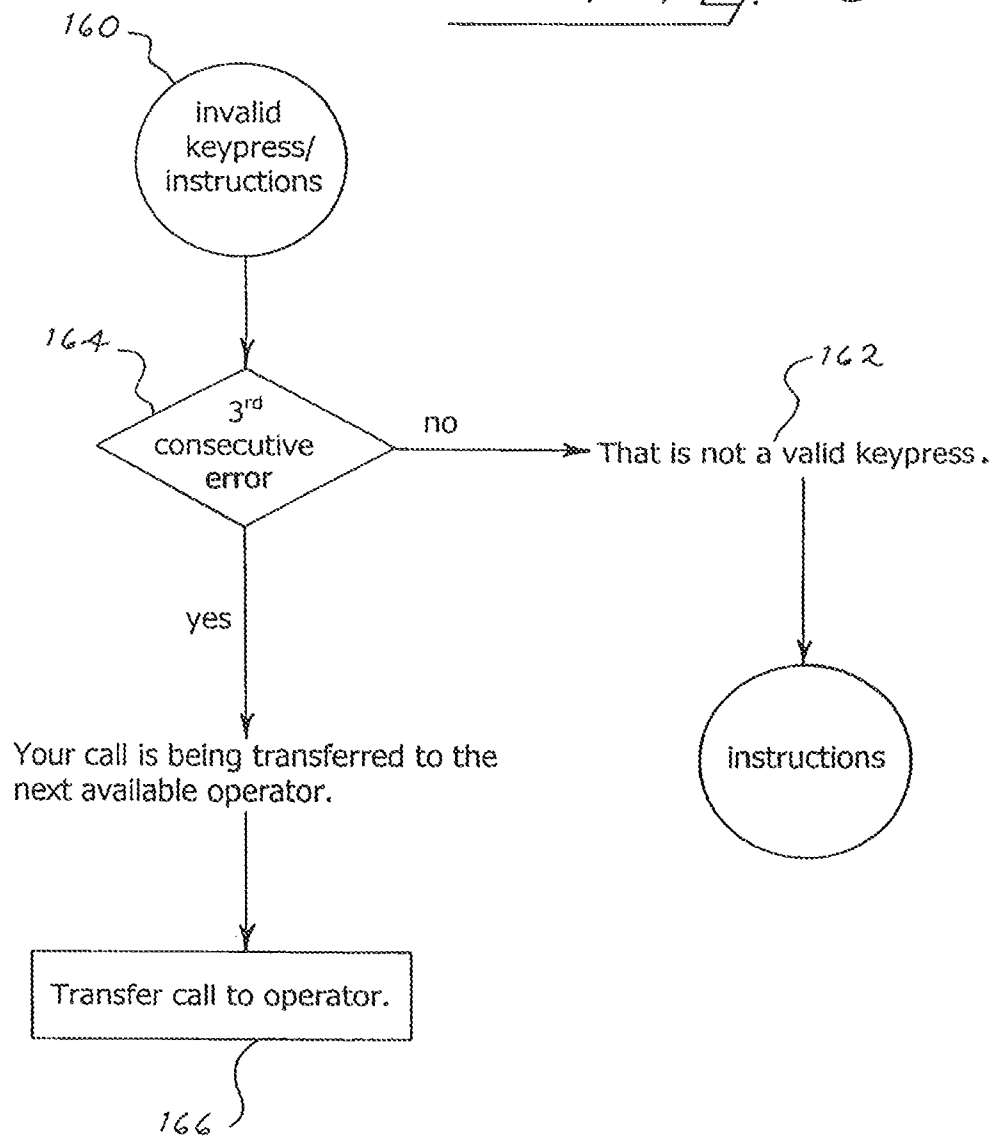 160
invalid
keypress/
instructions
164
3rd
consecutive
error
no
162
That is not a valid keypress.
yes
instructions
Your call is being transferred to the
next available operator.
Transfer call to operator.
166